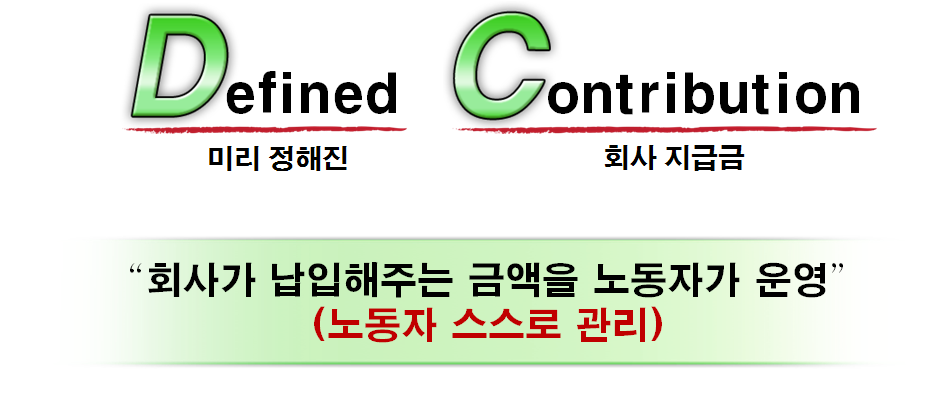 Defined Contribution
미리 정해진 회사 지급금
“회사가 납입해주는 금액을 노동자가 운영”
(노동자 스스로 관리)